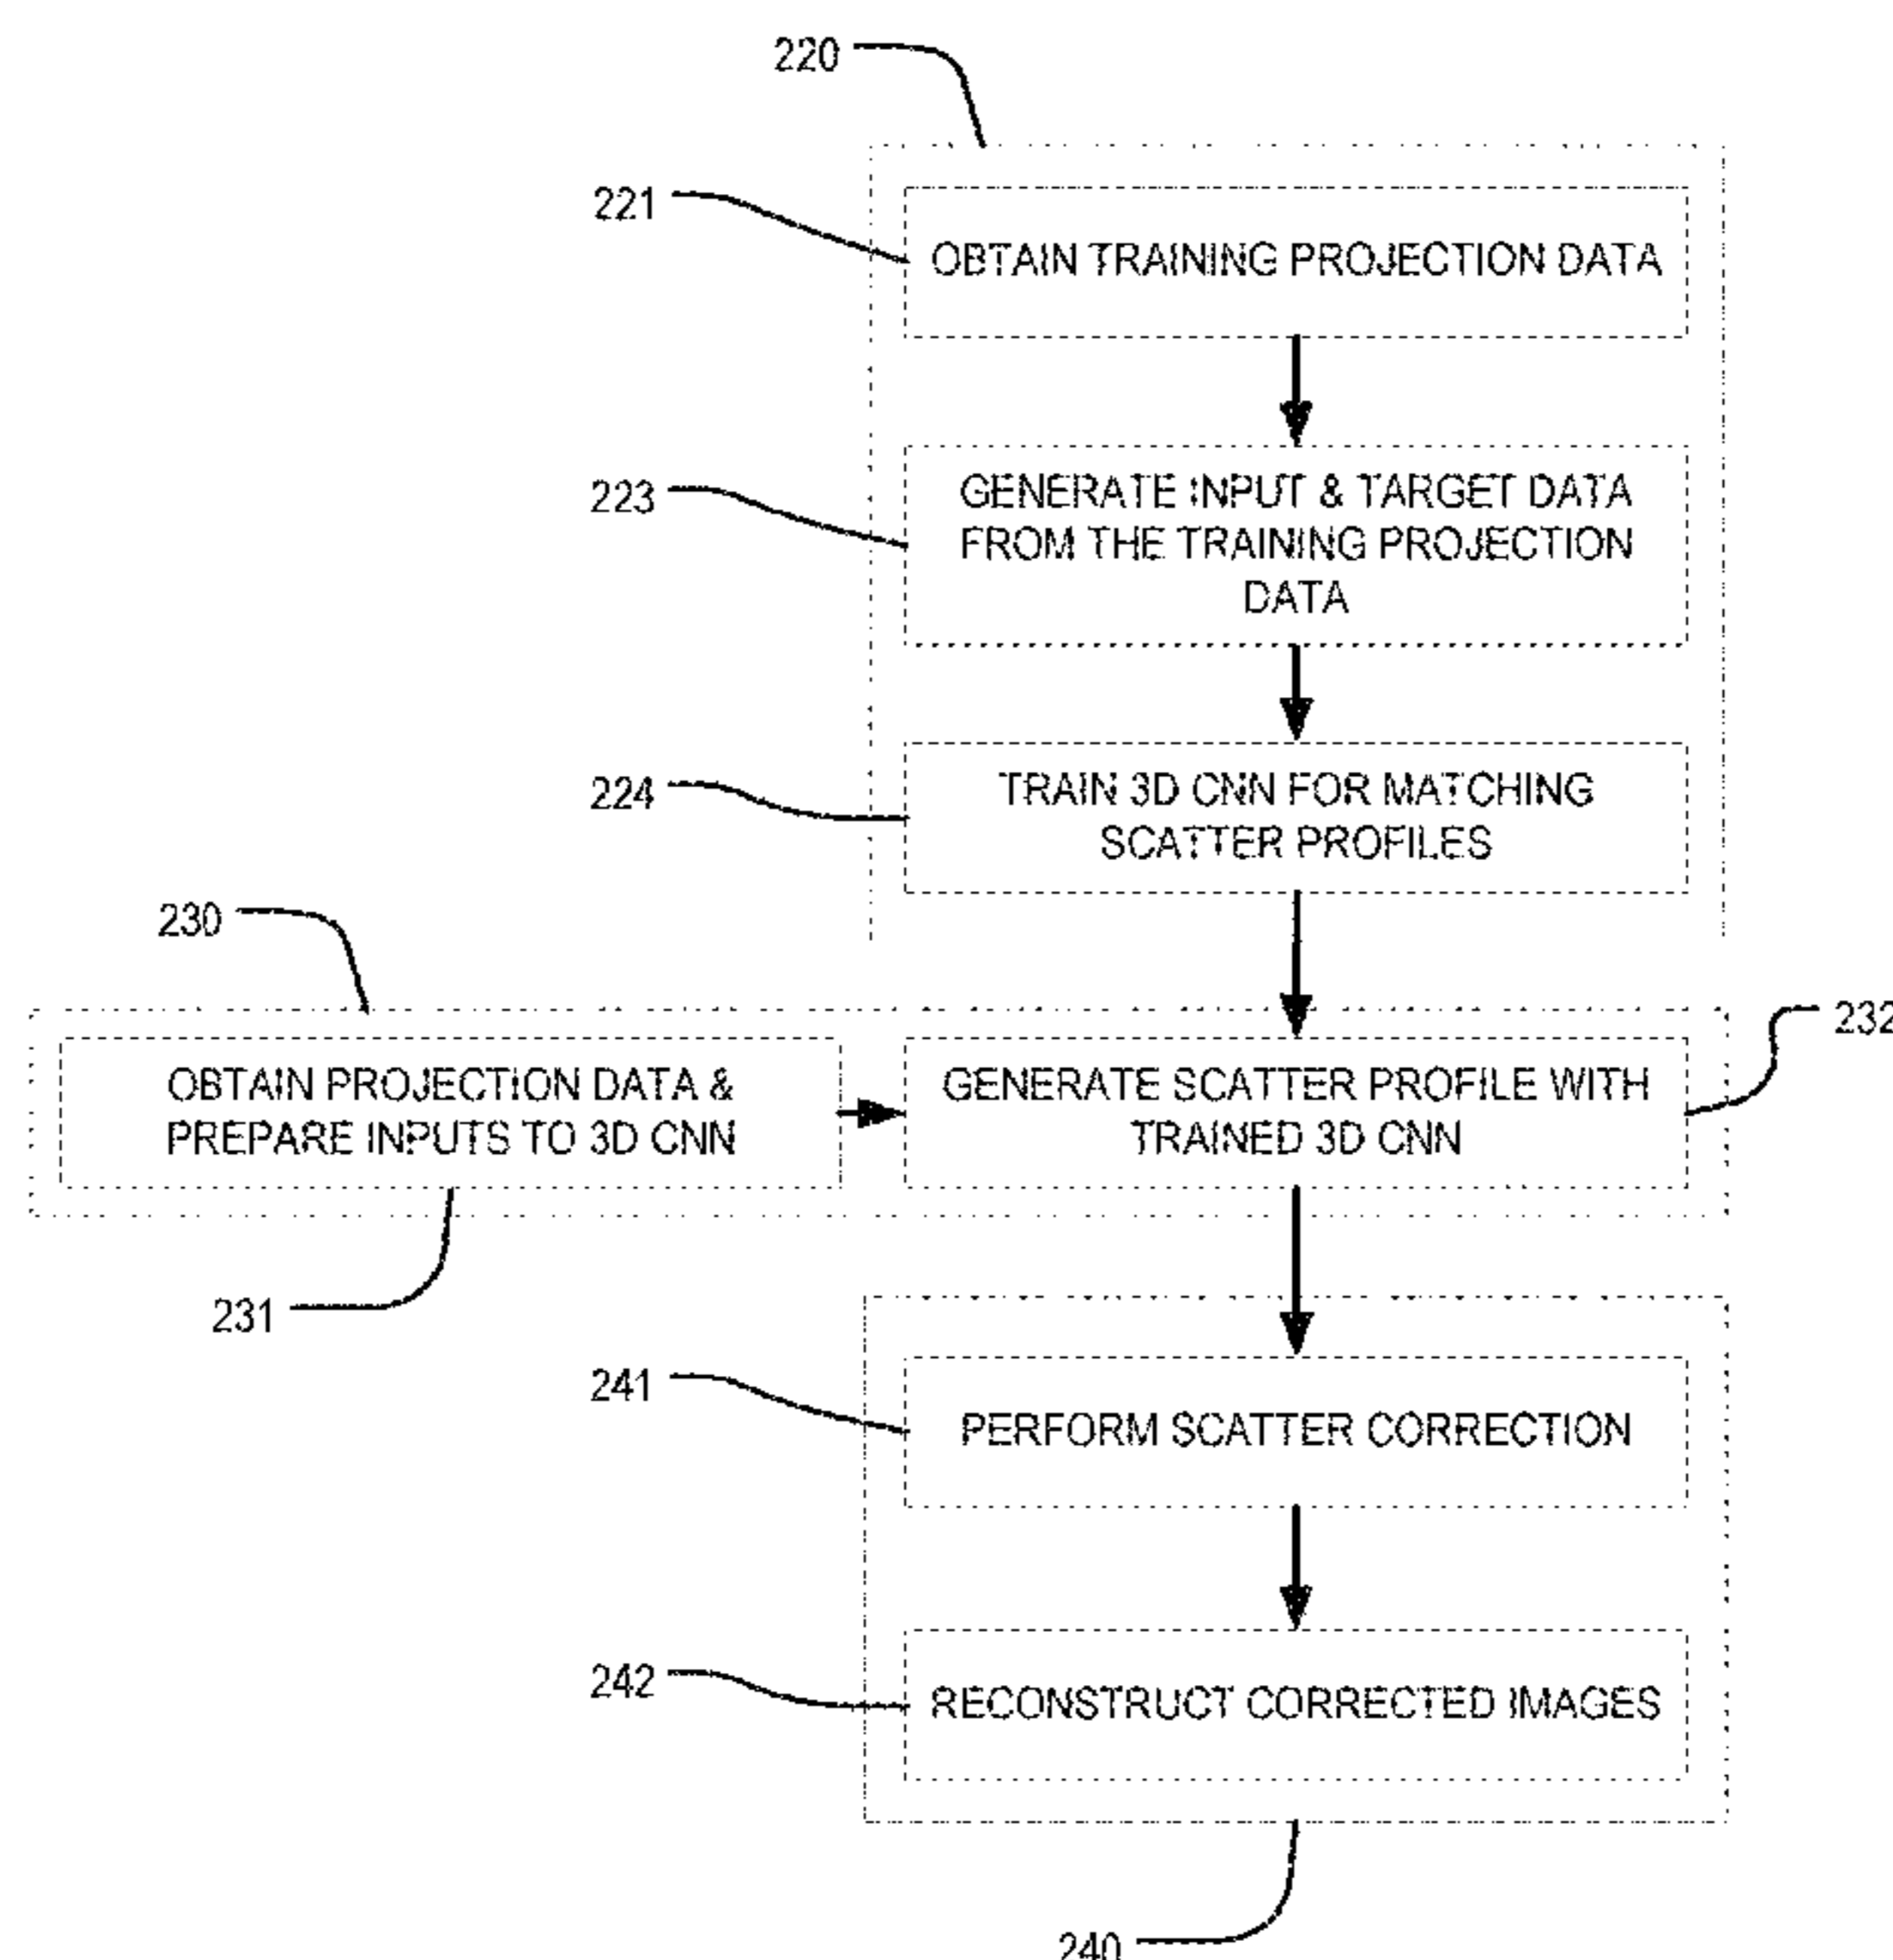 220
221
OBTAIN TRAINING PROJECTION DATA
223
GENERATE INPUT & TARGET DATA
FROM THE TRAINING PROJECTION
DATA
224
TRAIN 3D CNN FOR MATCHING
SCATTER PROFILES
230
232
OBTAIN PROJECTION DATA &
PREPARE INPUTS TO 3D CNN
GENERATE SCATTER PROFILE WITH
TRAINED 3D CNN
231
241
PERFORM SCATTER CORRECTION
242
RECONSTRUCT CORRECTED IMAGES
240